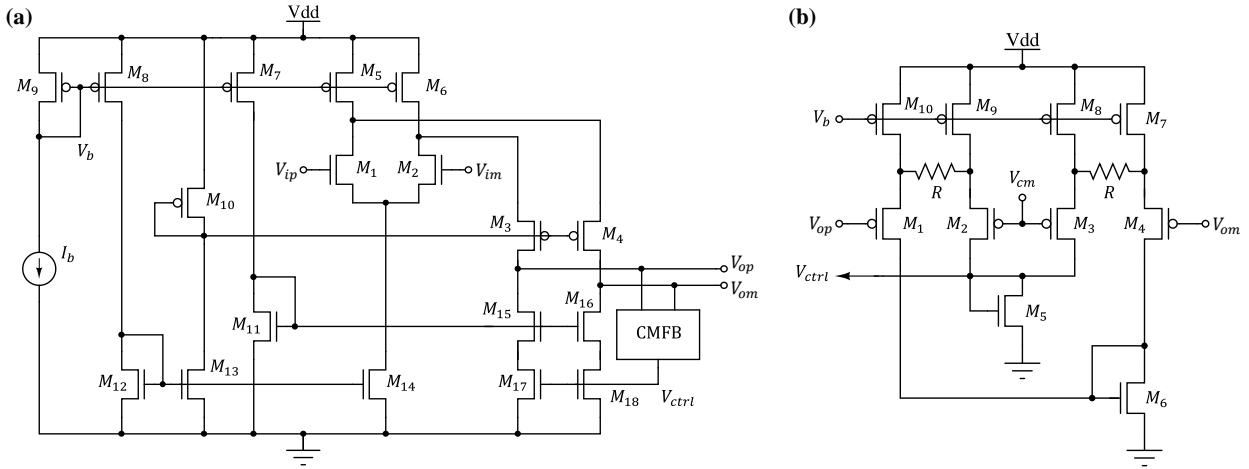 (a)
Vdd
M9
M8
M7
M5
M6
Vb
Vip
M1
M2
Vim
M10
M3
M4
Ib
Vop
Vom
M11
M15
M16
CMFB
M12
M13
M14
M17
M18
Vctrl
(b)
Vdd
Vb
M10
M9
M8
M7
R
R
Vcm
Vop
M1
M2
M3
M4
Vom
Vctrl
M5
M6